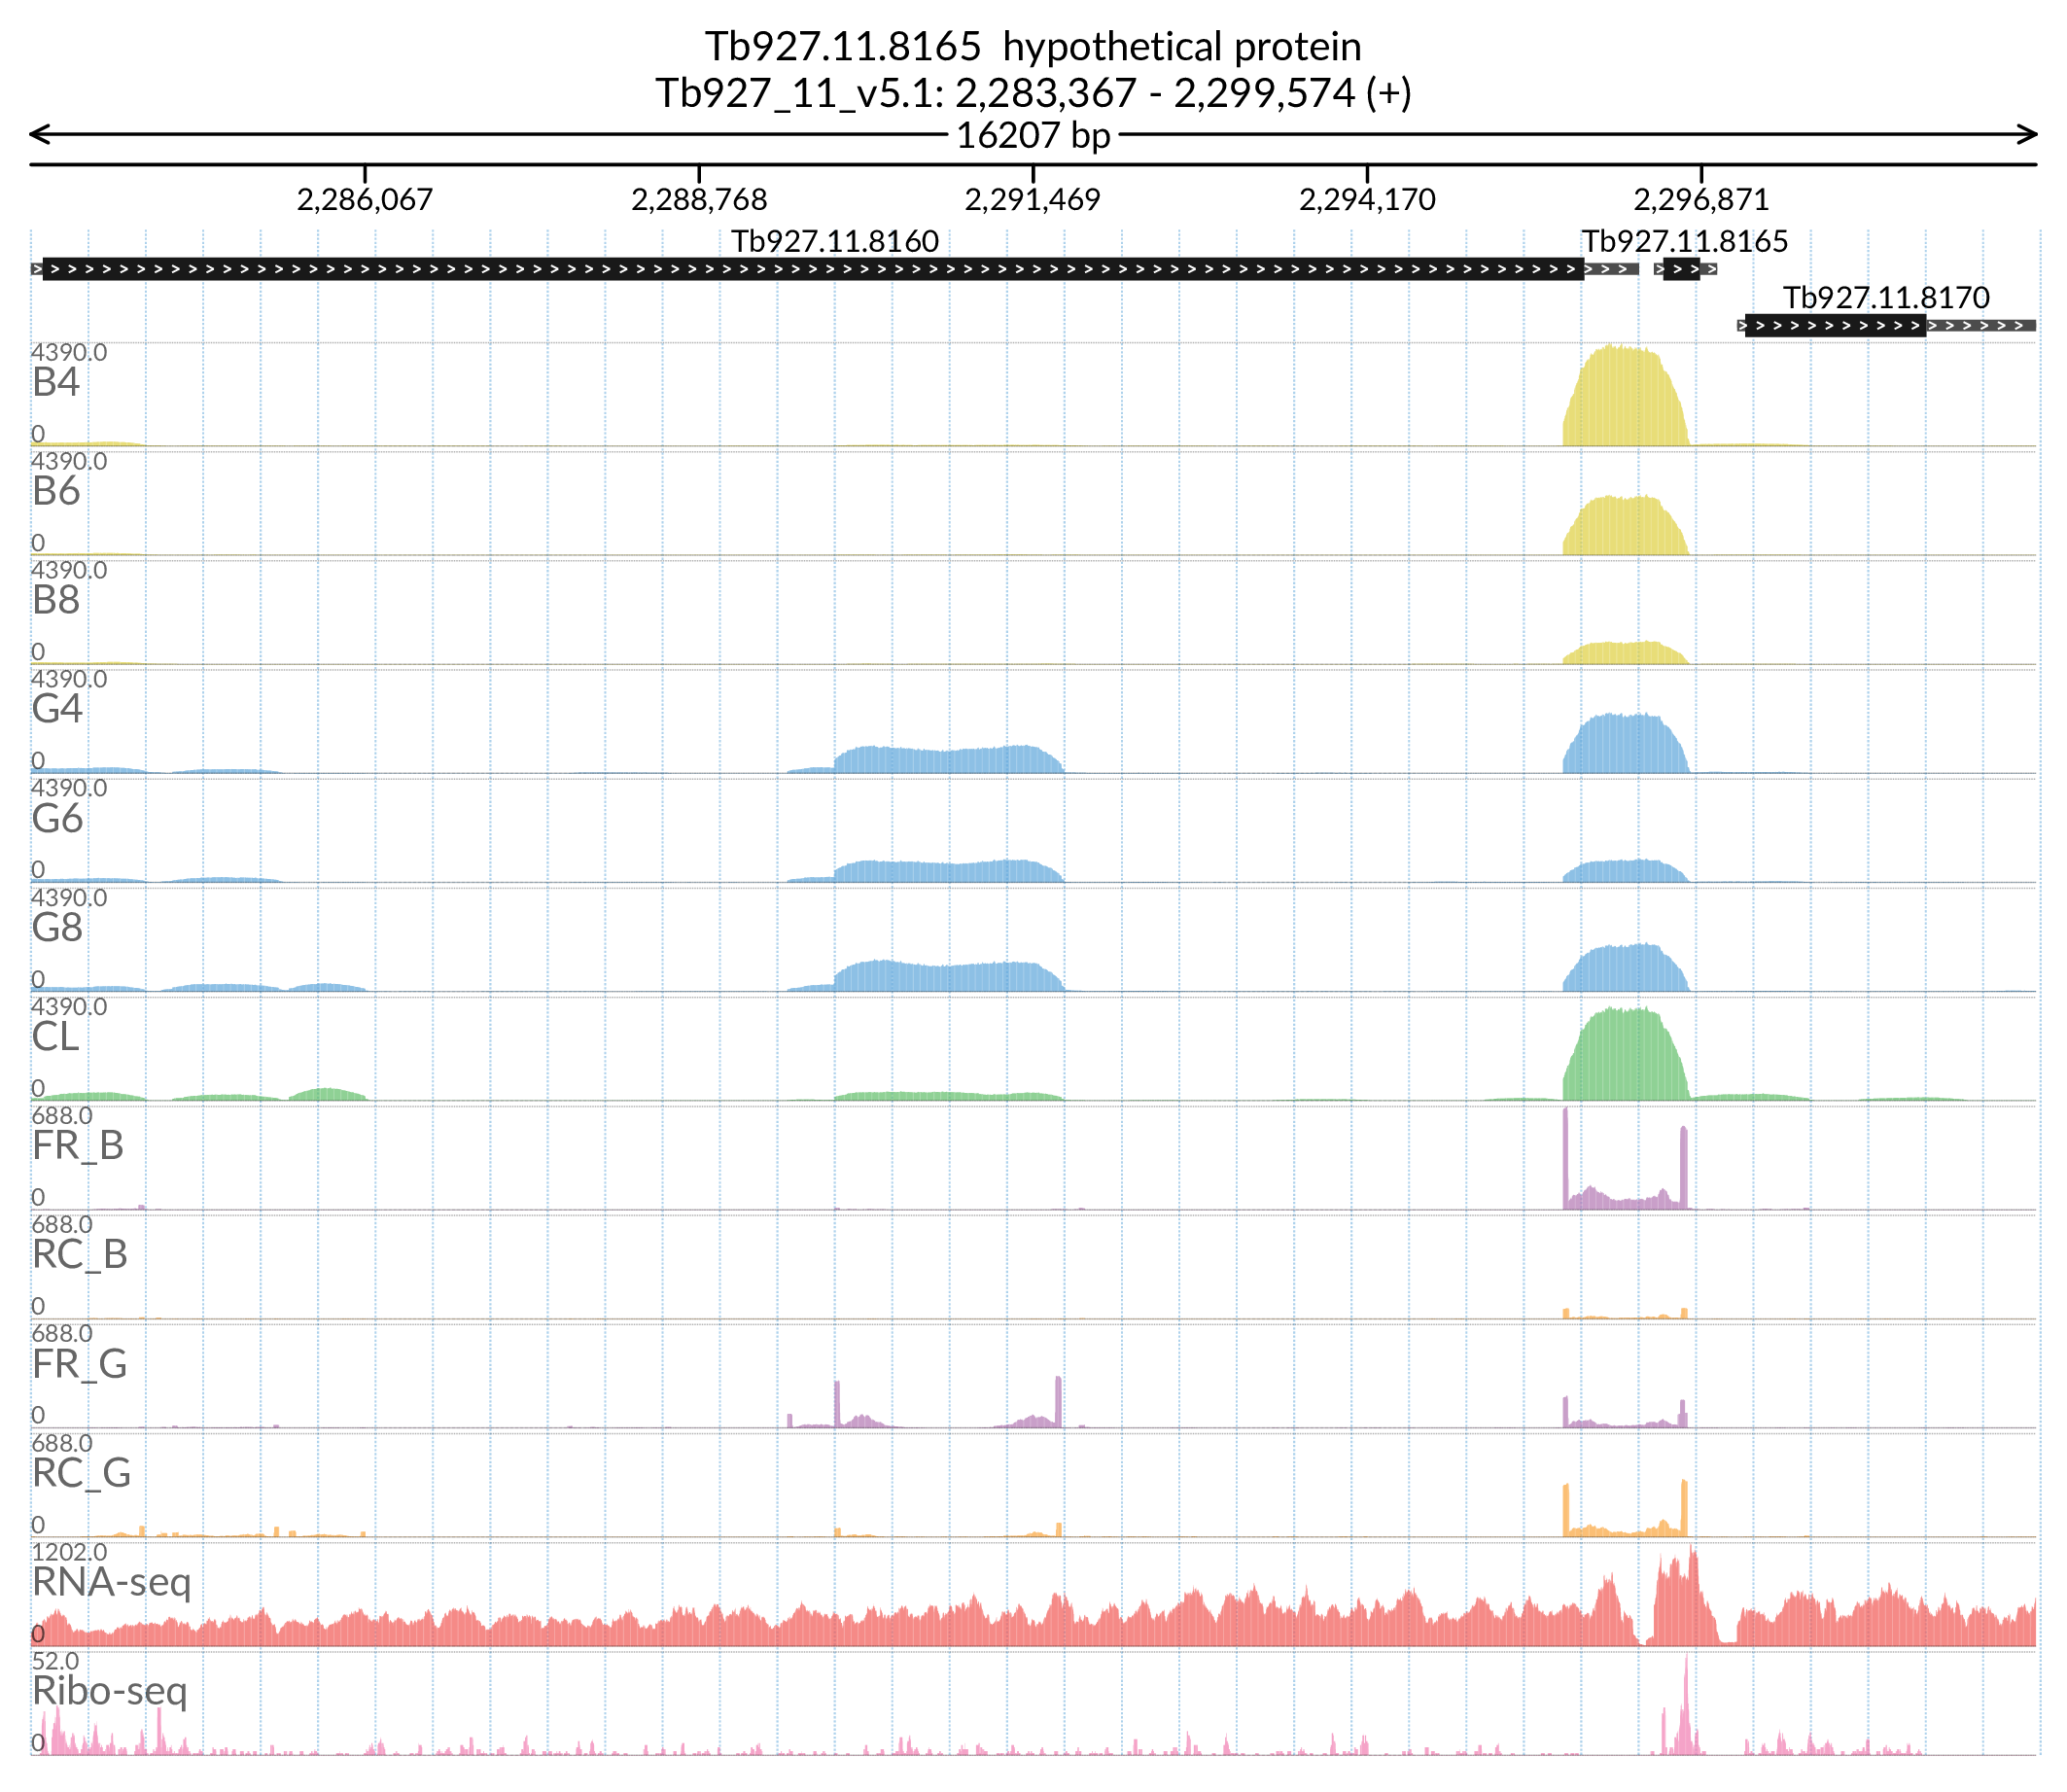 Tb927.11.8165  hypothetical protein
Tb927_11_v5.1: 2,283,367 - 2,299,574 (+)
16207 bp
2,286,067 2,288,768 2,291,469 2,294,170 2,296,871
Tb927.11.8160 Tb927.11.8165
Tb927.11.8170
4390.0
B4
0
4390.0
B6
0
4390.0
B8
0
4390.0
G4
0
4390.0
G6
0
4390.0
G8
0
4390.0
CL
0
688.0
FR_B
0
688.0
RC_B
0
688.0
FR_G
0
688.0
RC_G
0
1202.0
RNA-seq
0
52.0
Ribo-seq
0